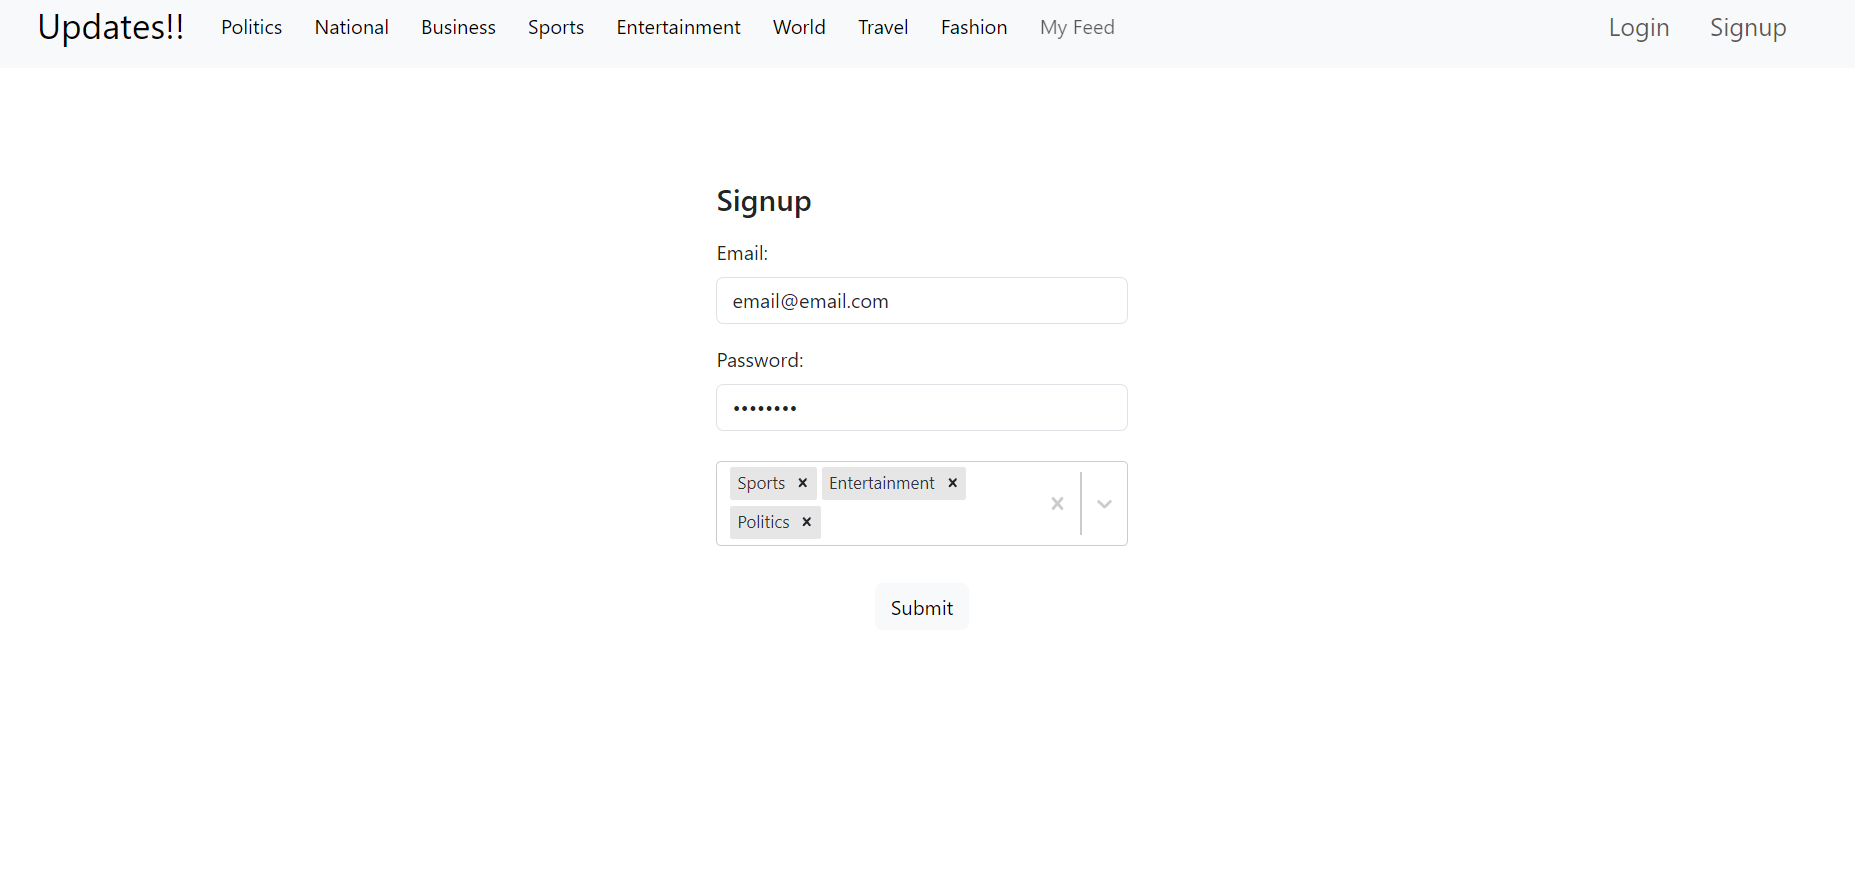 Updates!! Politics National Business Sports Entertainment World Travel Fashion My Feed Login Signup
Signup
Email:
email@email.com
Password:
••••••••
Sports × Entertainment ×
Politics ×
Submit